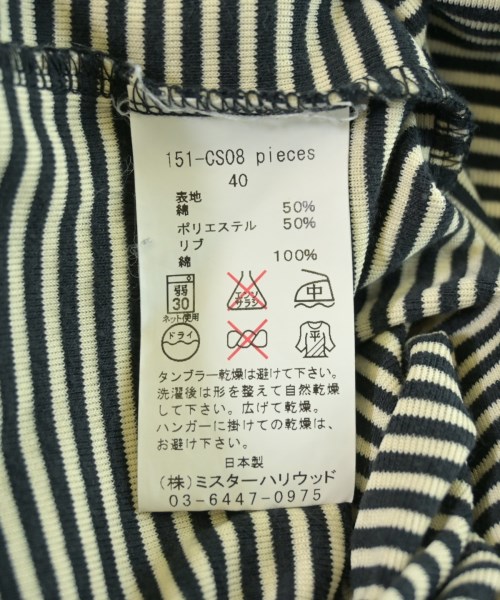 151-CS08 pieces
40
表地
綿 50%
ポリエステル 50%
リブ
綿 100%
弱 30 エンソサラシ 中
ネット使用
ドライ 平
タンブラー乾燥は避けて下さい。
洗濯後は形を整えて自然乾燥
して下さい。広げて乾燥。
ハンガーに掛けての乾燥は、
お避け下さい。
日本製
(株)ミスターハリウッド
03-6447-0975